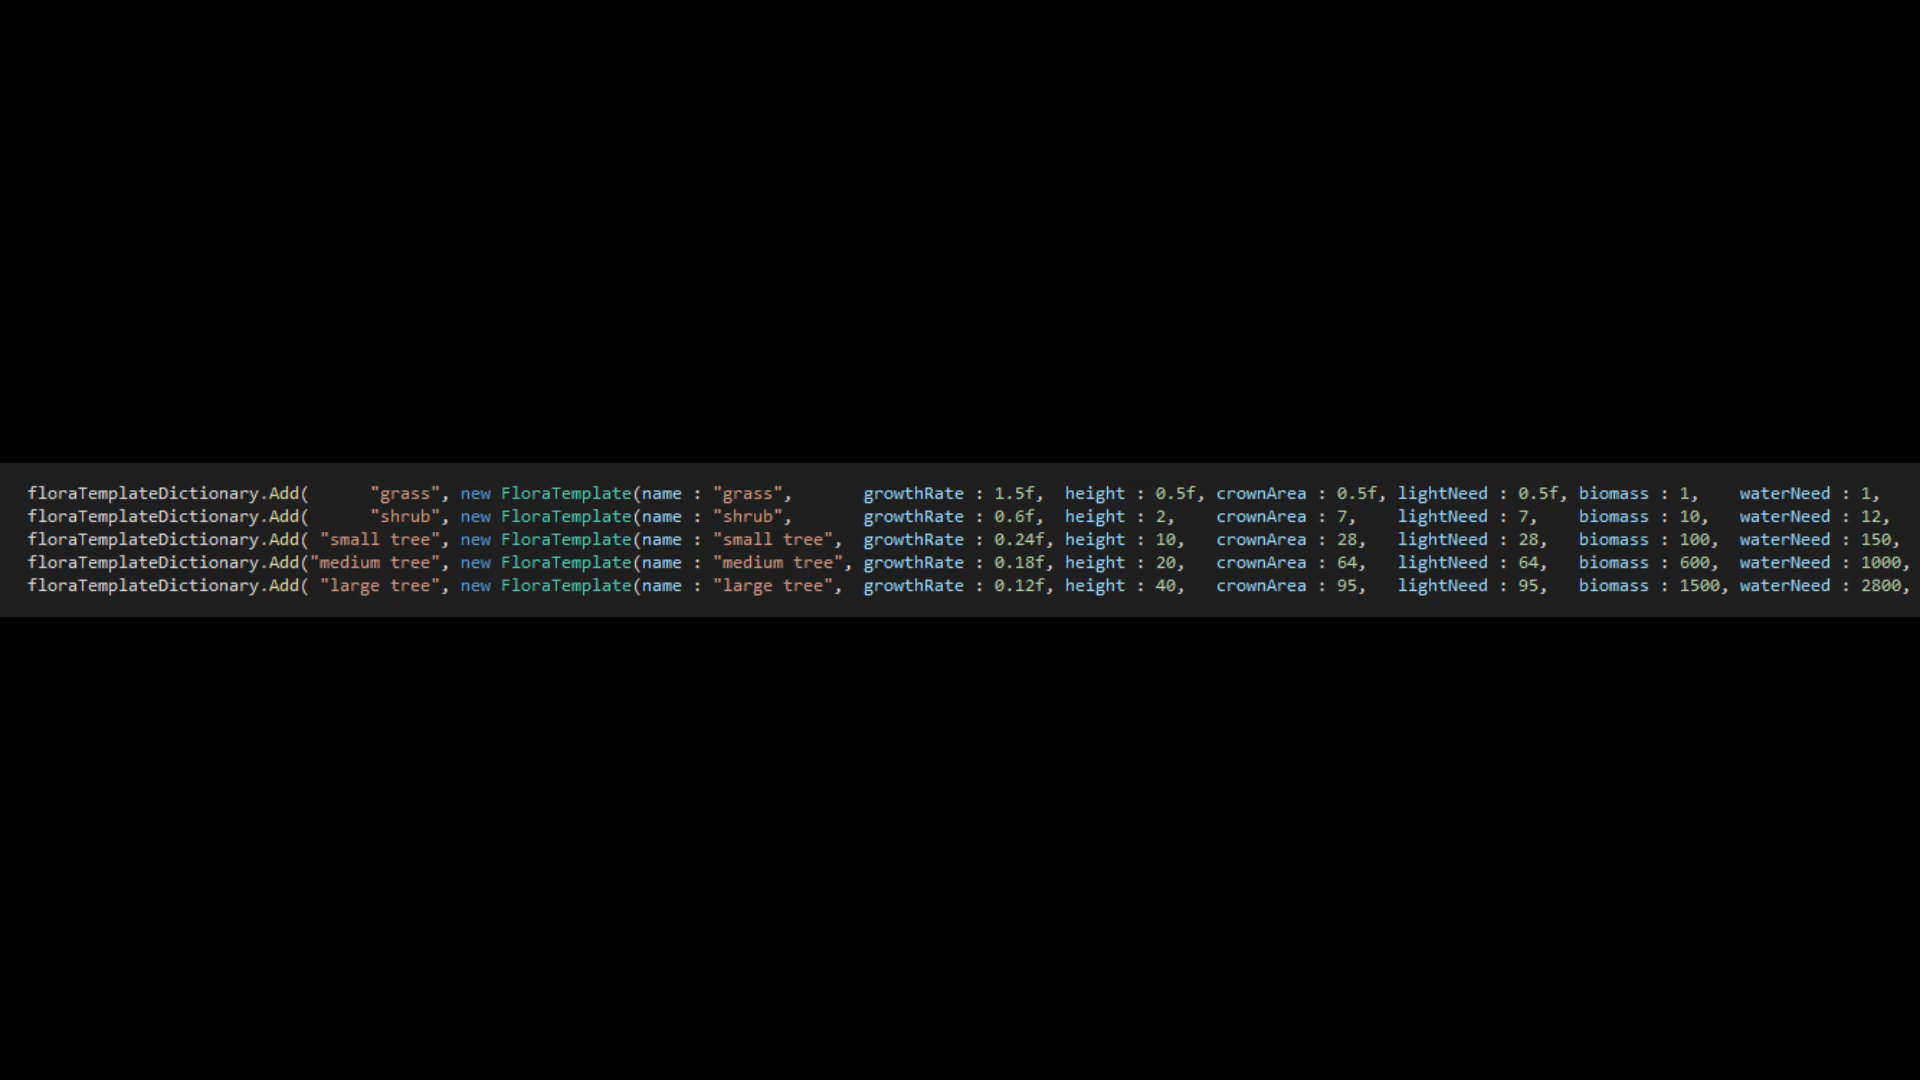 floraTemplateDictionary.Add(      "grass", new FloraTemplate(name : "grass",       growthRate : 1.5f,  height : 0.5f, crownArea : 0.5f, lightNeed : 0.5f, biomass : 1,    waterNeed : 1,
floraTemplateDictionary.Add(      "shrub", new FloraTemplate(name : "shrub",       growthRate : 0.6f,  height : 2,    crownArea : 7,    lightNeed : 7,    biomass : 10,   waterNeed : 12,
floraTemplateDictionary.Add( "small tree", new FloraTemplate(name : "small tree",  growthRate : 0.24f, height : 10,   crownArea : 28,   lightNeed : 28,   biomass : 100,  waterNeed : 150,
floraTemplateDictionary.Add("medium tree", new FloraTemplate(name : "medium tree", growthRate : 0.18f, height : 20,   crownArea : 64,   lightNeed : 64,   biomass : 600,  waterNeed : 1000,
floraTemplateDictionary.Add( "large tree", new FloraTemplate(name : "large tree",  growthRate : 0.12f, height : 40,   crownArea : 95,   lightNeed : 95,   biomass : 1500, waterNeed : 2800,